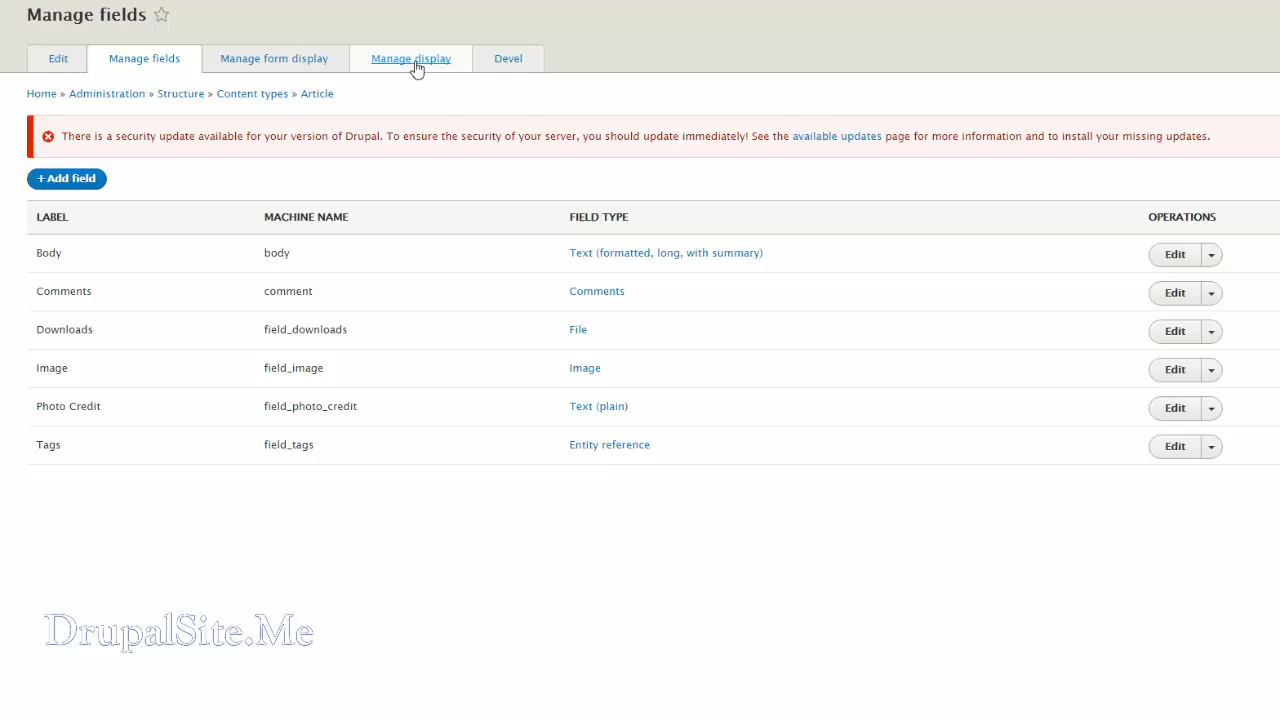 Manage fields
Edit Manage fields Manage form display Manage display Devel
Home » Administration » Structure » Content types » Article
There is a security update available for your version of Drupal. To ensure the security of your server, you should update immediately! See the available updates page for more information and to install your missing updates.
+ Add field
LABEL MACHINE NAME FIELD TYPE OPERATIONS
Body body Text (formatted, long, with summary) Edit
Comments comment Comments Edit
Downloads field_downloads File Edit
Image field_image Image Edit
Photo Credit field_photo_credit Text (plain) Edit
Tags field_tags Entity reference Edit
DrupalSite.Me